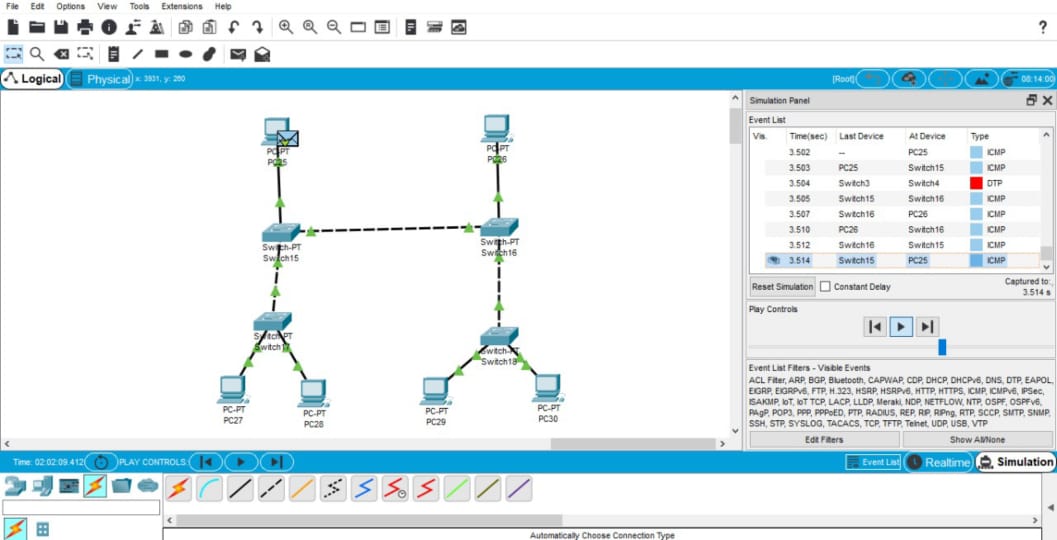 File Edit Options View Tools Extensions Help
?
Logical Physical x: 3931, y: 260 [Root] 08:14:00
Simulation Panel
Event List
Vis. Time(sec) Last Device At Device Type
3.502 -- PC25 ICMP
3.503 PC25 Switch15 ICMP
3.504 Switch3 Switch4 DTP
3.505 Switch15 Switch16 ICMP
3.507 Switch16 PC26 ICMP
3.510 PC26 Switch16 ICMP
3.512 Switch16 Switch15 ICMP
3.514 Switch15 PC25 ICMP
Reset Simulation Constant Delay Captured to:
3.514 s
Play Controls
Event List Filters - Visible Events
ACL Filter, ARP, BGP, Bluetooth, CAPWAP, CDP, DHCP, DHCPv6, DNS, DTP, EAPOL,
EIGRP, EIGRPv6, FTP, H.323, HSRP, HSRPv6, HTTP, HTTPS, ICMP, ICMPv6, IPSec,
ISAKMP, IoT, IoT TCP, LACP, LLDP, Meraki, NDP, NETFLOW, NTP, OSPF, OSPFv6,
PAgP, POP3, PPP, PPPoED, PTP, RADIUS, REP, RIP, RIPng, RTP, SCCP, SMTP, SNMP,
SSH, STP, SYSLOG, TACACS, TCP, TFTP, Telnet, UDP, USB, VTP
Edit Filters Show All/None
PC-PT
PC25
PC-PT
PC26
Switch-PT
Switch15
Switch-PT
Switch16
Switch-PT
Switch17
Switch-PT
Switch18
PC-PT
PC27
PC-PT
PC28
PC-PT
PC29
PC-PT
PC30
Time: 02:02:09.412 PLAY CONTROLS: Event List Realtime Simulation
Automatically Choose Connection Type